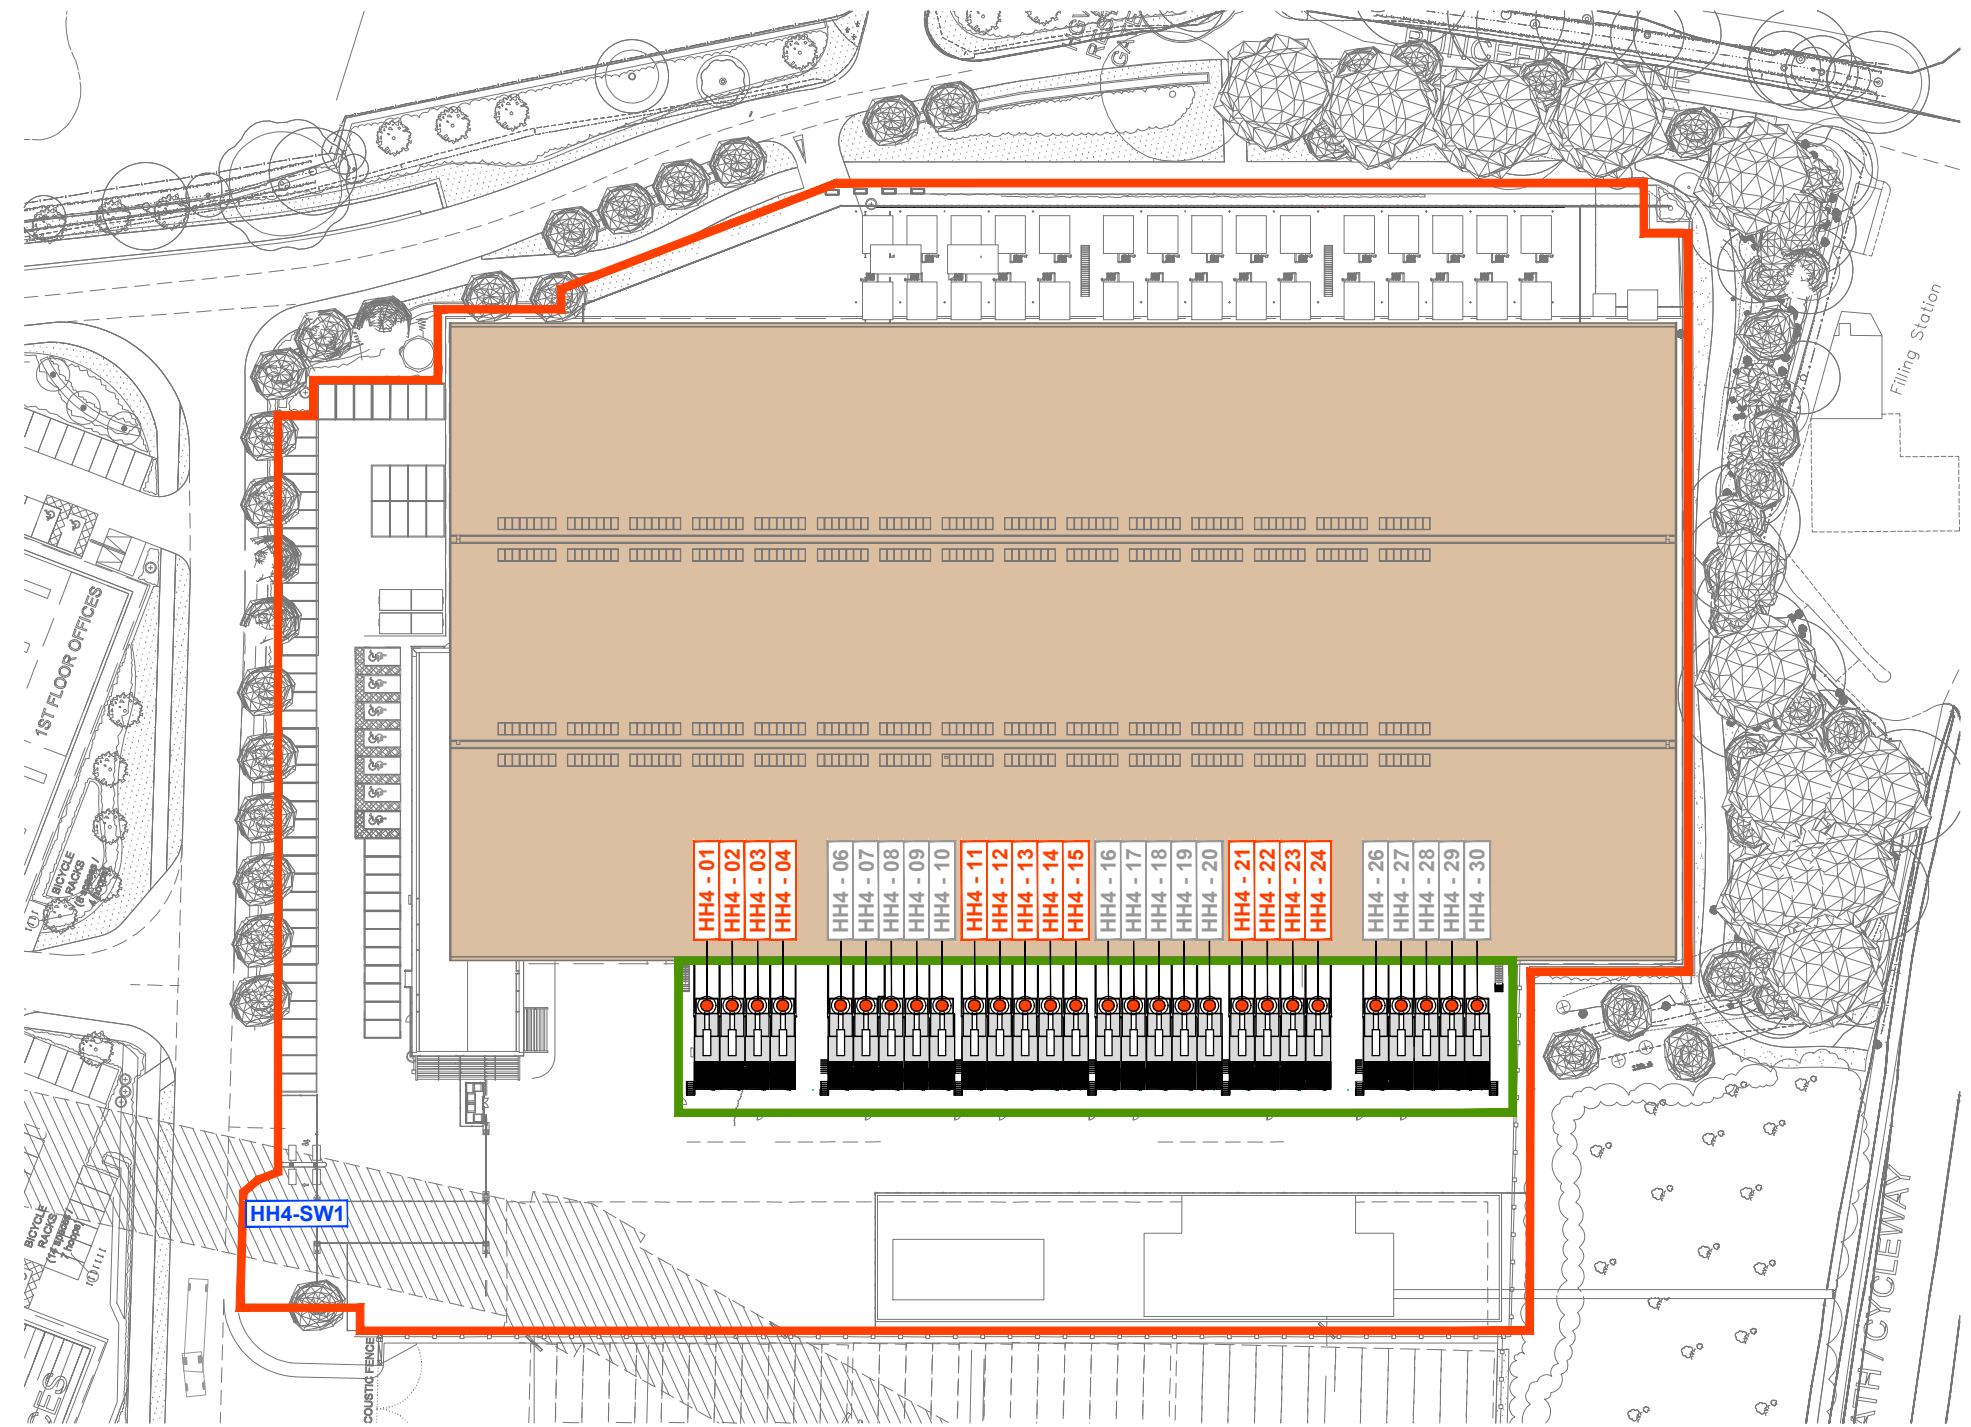 Filling Station
1ST FLOOR OFFICES
BICYCLE
RACKS
HH4 - 01
HH4 - 02
HH4 - 03
HH4 - 04
HH4 - 06
HH4 - 07
HH4 - 08
HH4 - 09
HH4 - 10
HH4 - 11
HH4 - 12
HH4 - 13
HH4 - 14
HH4 - 15
HH4 - 16
HH4 - 17
HH4 - 18
HH4 - 19
HH4 - 20
HH4 - 21
HH4 - 22
HH4 - 23
HH4 - 24
HH4 - 26
HH4 - 27
HH4 - 28
HH4 - 29
HH4 - 30
HH4-SW1
BICYCLE
RACKS
COUSTIC FENCE
ATH / CYCLEWAY